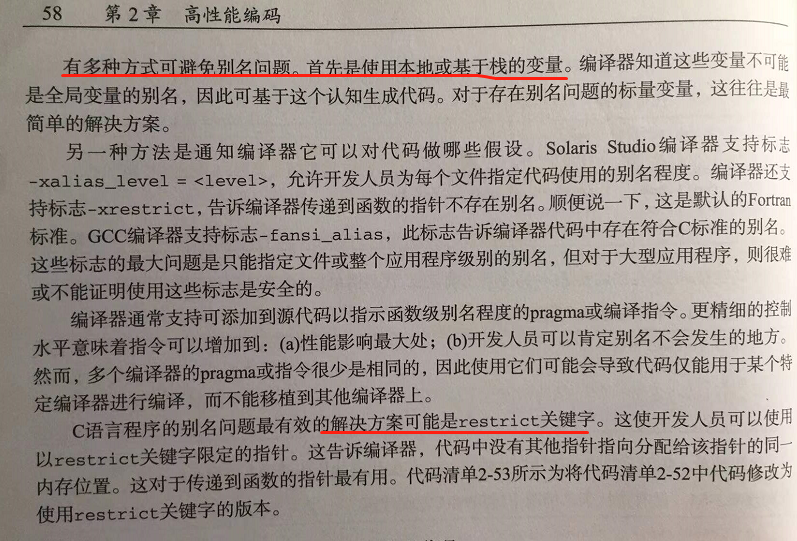 58 第2章 高性能编码
有多种方式可避免别名问题。首先是使用本地或基于栈的变量。编译器知道这些变量不可能
是全局变量的别名，因此可基于这个认知生成代码。对于存在别名问题的标量变量，这往往是最
简单的解决方案。
另一种方法是通知编译器它可以对代码做哪些假设。Solaris Studio编译器支持标志
-xalias_level = <level>，允许开发人员为每个文件指定代码使用的别名程度。编译器还支
持标志-xrestrict，告诉编译器传递到函数的指针不存在别名。顺便说一下，这是默认的Fortran
标准。GCC编译器支持标志-fansi_alias，此标志告诉编译器代码中存在符合C标准的别名。
这些标志的最大问题是只能指定文件或整个应用程序级别的别名，但对于大型应用程序，则很难
或不能证明使用这些标志是安全的。
编译器通常支持可添加到源代码以指示函数级别名程度的pragma或编译指令。更精细的控制
水平意味着指令可以增加到：(a)性能影响最大处；(b)开发人员可以肯定别名不会发生的地方。
然而，多个编译器的pragma或指令很少是相同的，因此使用它们可能会导致代码仅能用于某个特
定编译器进行编译，而不能移植到其他编译器上。
C语言程序的别名问题最有效的解决方案可能是restrict关键字。这使开发人员可以使用
以restrict关键字限定的指针。这告诉编译器，代码中没有其他指针指向分配给该指针的同一
内存位置。这对于传递到函数的指针最有用。代码清单2-53所示为将代码清单2-52中代码修改为
使用restrict关键字的版本。